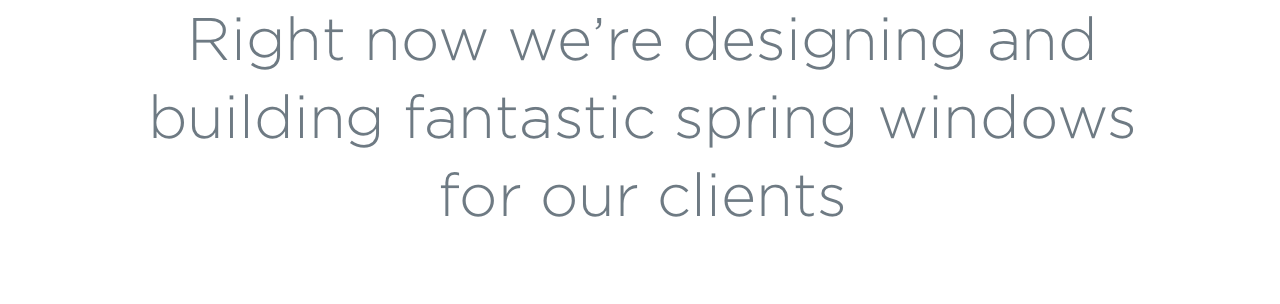 Right now we’re designing and
building fantastic spring windows
for our clients